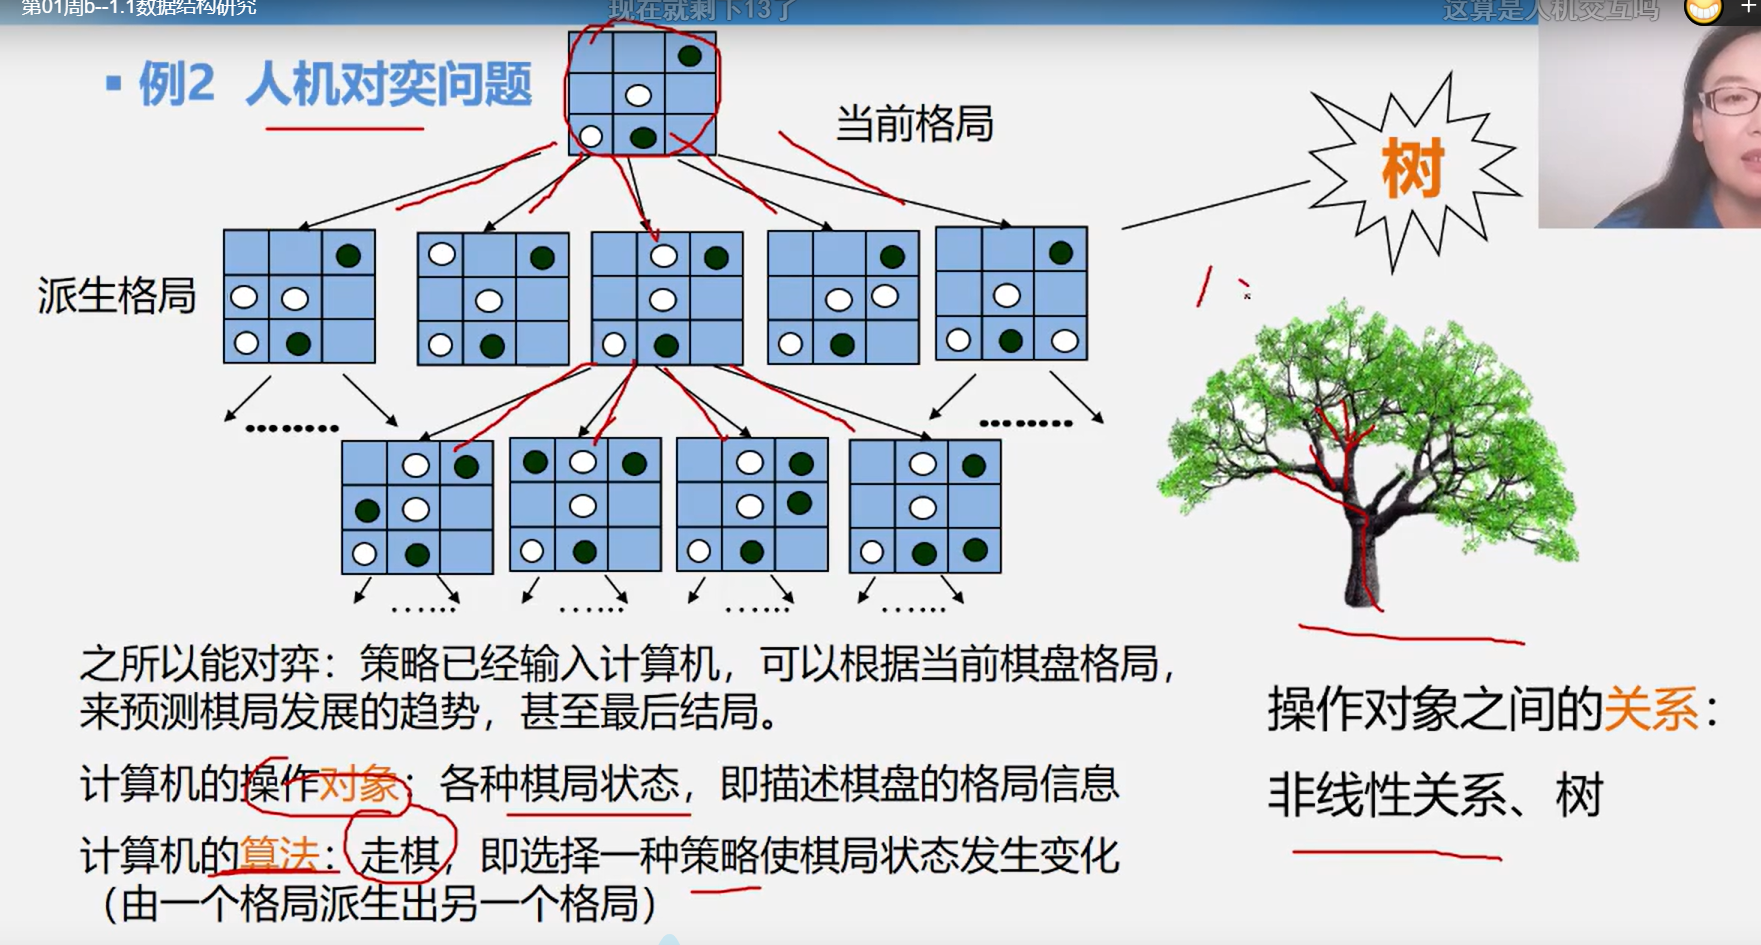 第01周b--1.1数据结构研究
现在就剩下13了
这算是人机交互吗
例2 人机对弈问题
当前格局
树
派生格局
之所以能对弈：策略已经输入计算机，可以根据当前棋盘格局，
来预测棋局发展的趋势，甚至最后结局。
计算机的操作对象：各种棋局状态，即描述棋盘的格局信息
计算机的算法：走棋，即选择一种策略使棋局状态发生变化
（由一个格局派生出另一个格局）
操作对象之间的关系：
非线性关系、树